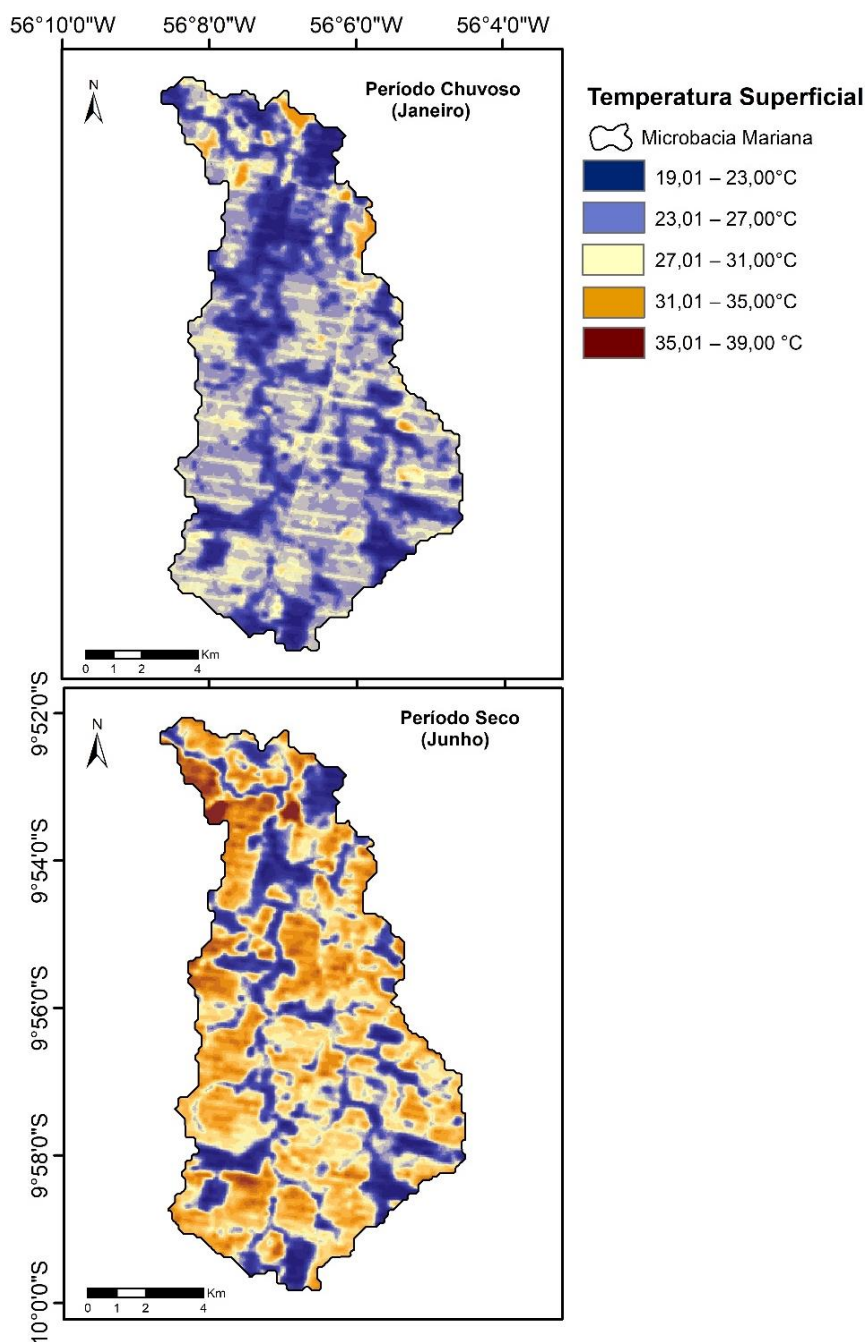 56°10'0"W 56°8'0"W 56°6'0"W 56°4'0"W
N
Período Chuvoso
(Janeiro)
Km
0 1 2 4
Temperatura Superficial
Microbacia Mariana
19,01 – 23,00°C
23,01 – 27,00°C
27,01 – 31,00°C
31,01 – 35,00°C
35,01 – 39,00 °C
N
Período Seco
(Junho)
9°52'0"S
9°54'0"S
9°56'0"S
9°58'0"S
10°0'0"S
Km
0 1 2 4